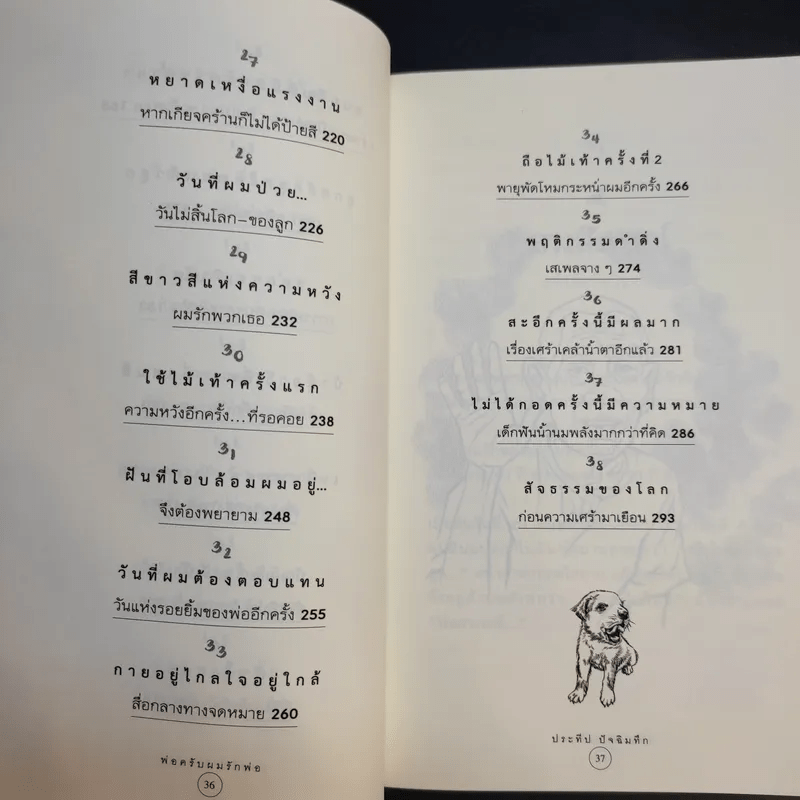 27
หยาดเหงื่อแรงงาน
หากเกียจคร้านก็ไม่ได้ป้ายสี 220
28
วันที่ผมป่วย...
วันไม่สิ้นโลก-ของลูก 226
29
สีขาวสีแห่งความหวัง
ผมรักพวกเธอ 232
30
ใช้ไม้เท้าครั้งแรก
ความหวังอีกครั้ง...ที่รอคอย 238
31
ฝันที่โอบล้อมผมอยู่...
จึงต้องพยายาม 248
32
วันที่ผมต้องตอบแทน
วันแห่งรอยยิ้มของพ่ออีกครั้ง 255
33
กายอยู่ไกลใจอยู่ใกล้
สื่อกลางทางจดหมาย 260
พ่อครับผมรักพ่อ
36
34
ถือไม้เท้าครั้งที่ 2
พายุพัดโหมกระหน่ำผมอีกครั้ง 266
35
พฤติกรรมดำดิ่ง
เสเพลจาง ๆ 274
36
สะอึกครั้งนี้มีผลมาก
เรื่องเศร้าเคล้าน้ำตาอีกแล้ว 281
37
ไม่ได้กอดครั้งนี้มีความหมาย
เด็กฟันน้ำนมพลังมากกว่าที่คิด 286
38
สัจธรรมของโลก
ก่อนความเศร้ามาเยือน 293
ประทีป ปัจฉิมทึก
37